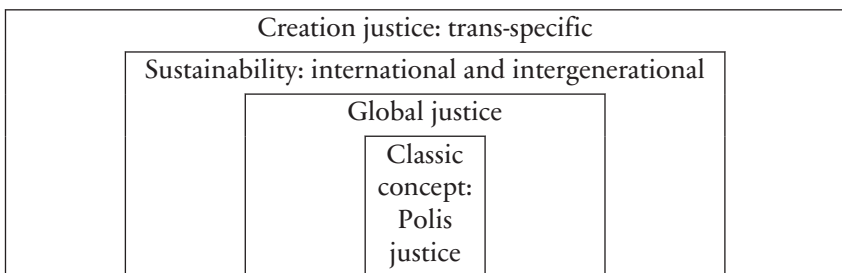 Creation justice: trans-specific
Sustainability: international and intergenerational
Global justice
Classic
concept:
Polis
justice